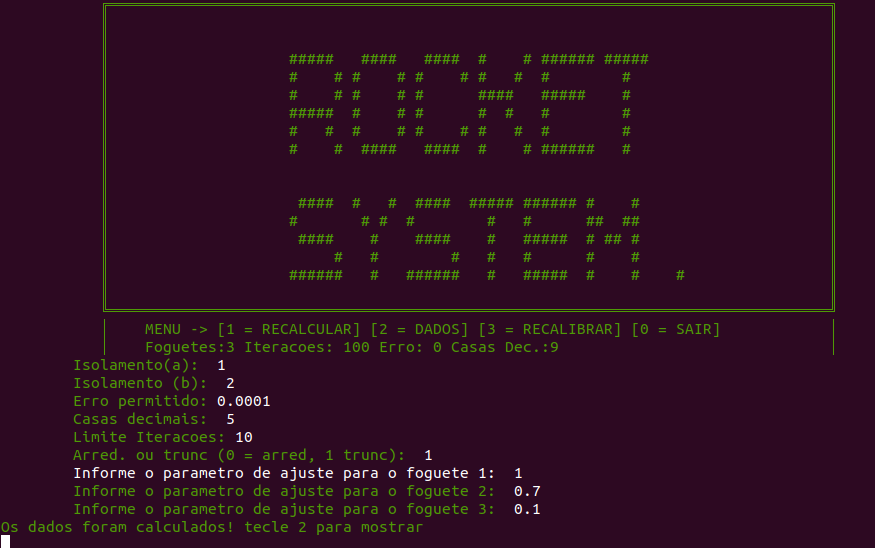 ROCKET
SYSTEM.
MENU -> [1 = RECALCULAR] [2 = DADOS] [3 = RECALIBRAR] [0 = SAIR]
Foguetes:3 Iteracoes: 100 Erro: 0 Casas Dec.:9
Isolamento(a):  1
Isolamento (b):  2
Erro permitido: 0.0001
Casas decimais:  5
Limite Iteracoes: 10
Arred. ou trunc (0 = arred, 1 trunc):  1
Informe o parametro de ajuste para o foguete 1:  1
Informe o parametro de ajuste para o foguete 2:  0.7
Informe o parametro de ajuste para o foguete 3:  0.1
Os dados foram calculados! tecle 2 para mostrar